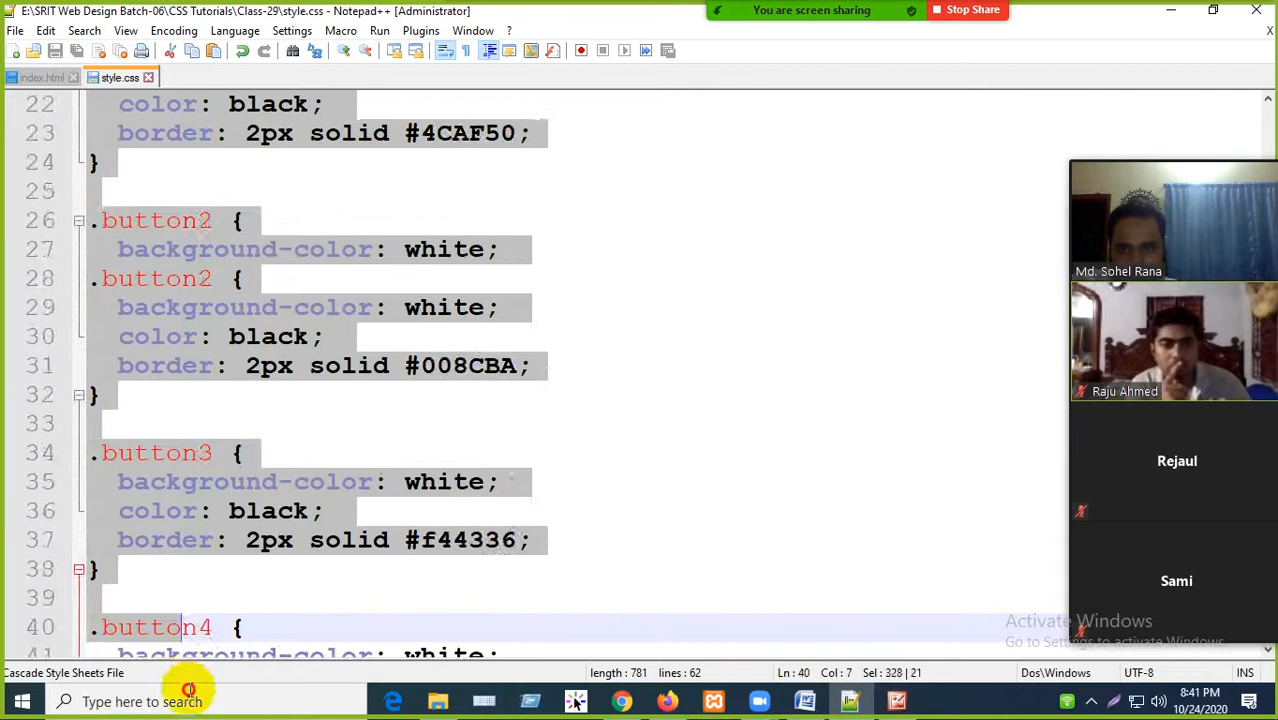 E:\SRIT Web Design Batch-06\CSS Tutorials\Class-29\style.css - Notepad++ [Administrator]
You are screen sharing
Stop Share
File Edit Search View Encoding Language Settings Macro Run Plugins Window ?
X
index.html
style.css
22 color: black;
23 border: 2px solid #4CAF50;
24 }
25
26 .button2 {
27 background-color: white;
28 .button2 {
29 background-color: white;
30 color: black;
31 border: 2px solid #008CBA;
32 }
33
34 .button3 {
35 background-color: white;
36 color: black;
37 border: 2px solid #f44336;
38 }
39
40 .button4 {
41 background-color: white;
Md. Sohel Rana
Raju Ahmed
Rejaul
Sami
Activate Windows
Go to Settings to activate Windows.
Cascade Style Sheets File
length : 781 lines : 62
Ln : 40 Col : 7 Sel : 328 | 21
Dos\Windows
UTF-8
INS
Type here to search
8:41 PM
10/24/2020